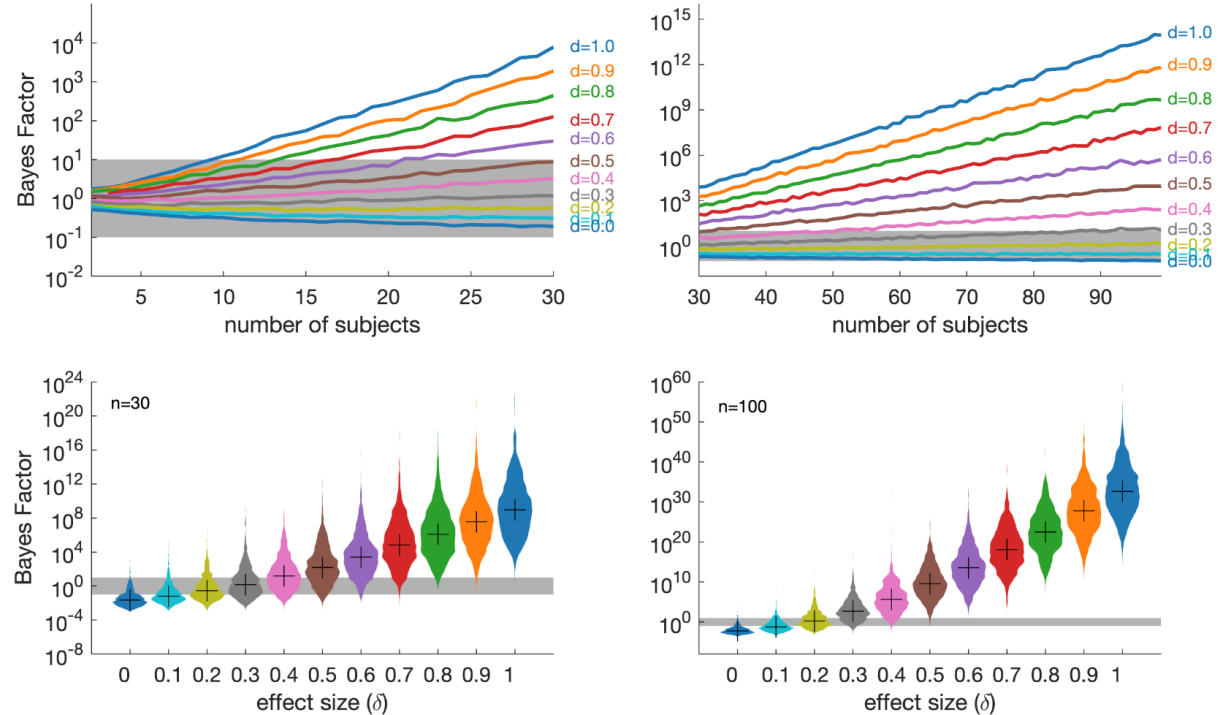 Bayes Factor
10^4
10^3
10^2
10^1
10^0
10^-1
10^-2
5
10
15
20
25
30
number of subjects
d=1.0
d=0.9
d=0.8
d=0.7
d=0.6
d=0.5
d=0.4
d=0.3
d=0.2
d=0.1
d=0.0
10^15
10^12
10^9
10^6
10^3
10^0
30
40
50
60
70
80
90
number of subjects
d=1.0
d=0.9
d=0.8
d=0.7
d=0.6
d=0.5
d=0.4
d=0.3
d=0.2
d=0.1
d=0.0
Bayes Factor
10^24
10^20
10^16
10^12
10^8
10^4
10^0
10^-4
10^-8
n=30
0
0.1
0.2
0.3
0.4
0.5
0.6
0.7
0.8
0.9
1
effect size (δ)
10^60
10^50
10^40
10^30
10^20
10^10
10^0
n=100
0
0.1
0.2
0.3
0.4
0.5
0.6
0.7
0.8
0.9
1
effect size (δ)